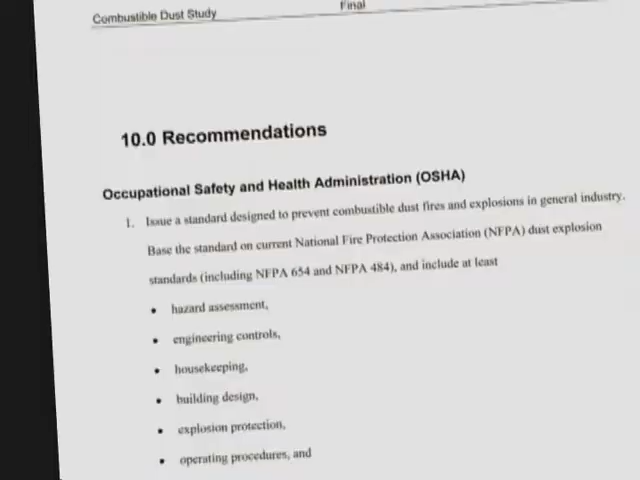 Combustible Dust Study
Final
10.0 Recommendations
Occupational Safety and Health Administration (OSHA)
1. Issue a standard designed to prevent combustible dust fires and explosions in general industry.
Base the standard on current National Fire Protection Association (NFPA) dust explosion
standards (including NFPA 654 and NFPA 484), and include at least
• hazard assessment,
• engineering controls,
• housekeeping,
• building design,
• explosion protection,
• operating procedures, and